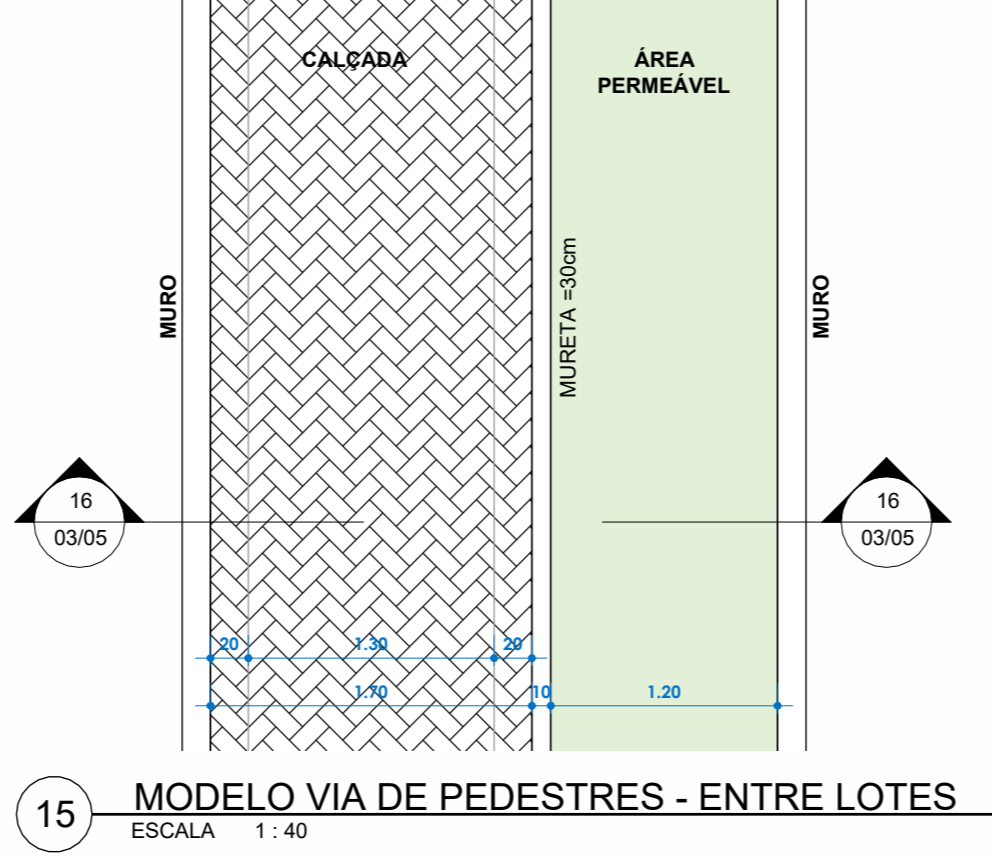 CALÇADA
ÁREA
PERMEÁVEL
MURETA =30cm
MURO
MURO
16
03/05
16
03/05
20
1.30
20
1.70
10
1.20
15
MODELO VIA DE PEDESTRES - ENTRE LOTES
ESCALA 1 : 40